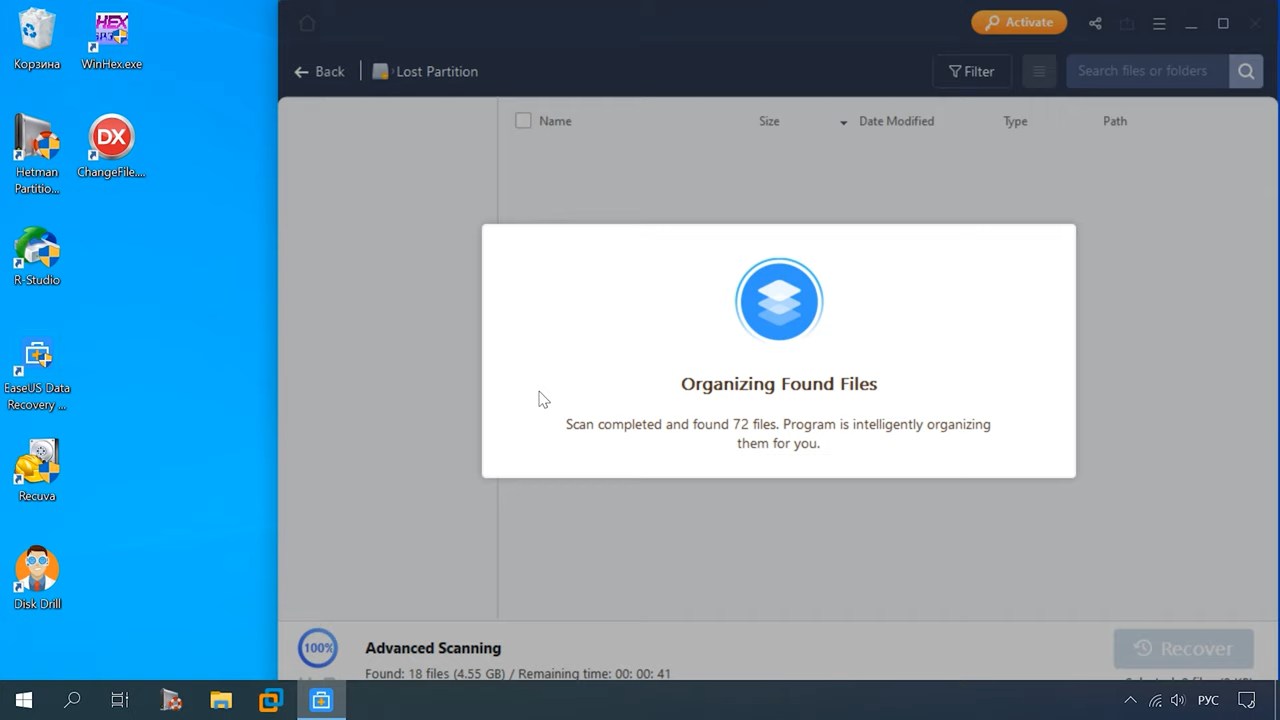 Корзина
WinHex.exe
Hetman
Partitio...
DX
ChangeFile....
R-Studio
EaseUS Data
Recovery ...
Recuva
Disk Drill
Activate
Back
Lost Partition
Filter
Search files or folders
Name
Size
Date Modified
Type
Path
Organizing Found Files
Scan completed and found 72 files. Program is intelligently organizing
them for you.
100%
Advanced Scanning
Found: 18 files (4.55 GB) / Remaining time: 00: 00: 41
Recover
РУС